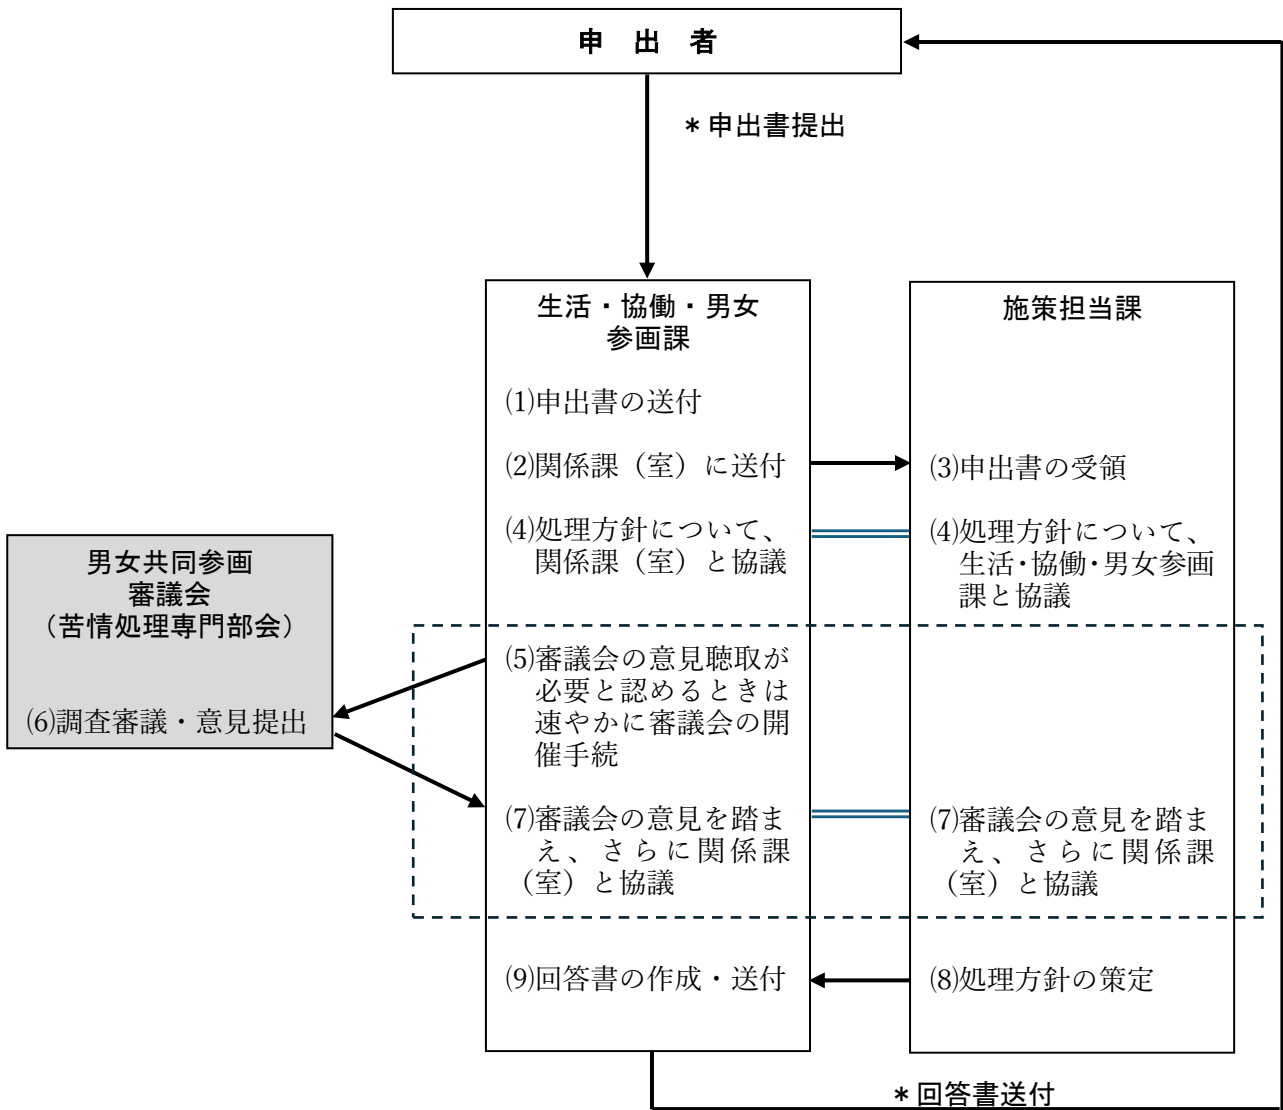 申 出 者
*申出書提出
生活・協働・男女
参画課
⑴申出書の送付
⑵関係課（室）に送付
⑷処理方針について、
関係課（室）と協議
⑸審議会の意見聴取が
必要と認めるときは
速やかに審議会の開
催手続
⑺審議会の意見を踏ま
え、さらに関係課
（室）と協議
⑼回答書の作成・送付
施策担当課
⑶申出書の受領
⑷処理方針について、
生活・協働・男女参画
課と協議
⑺審議会の意見を踏ま
え、さらに関係課
（室）と協議
⑻処理方針の策定
男女共同参画
審議会
（苦情処理専門部会）
⑹調査審議・意見提出
*回答書送付